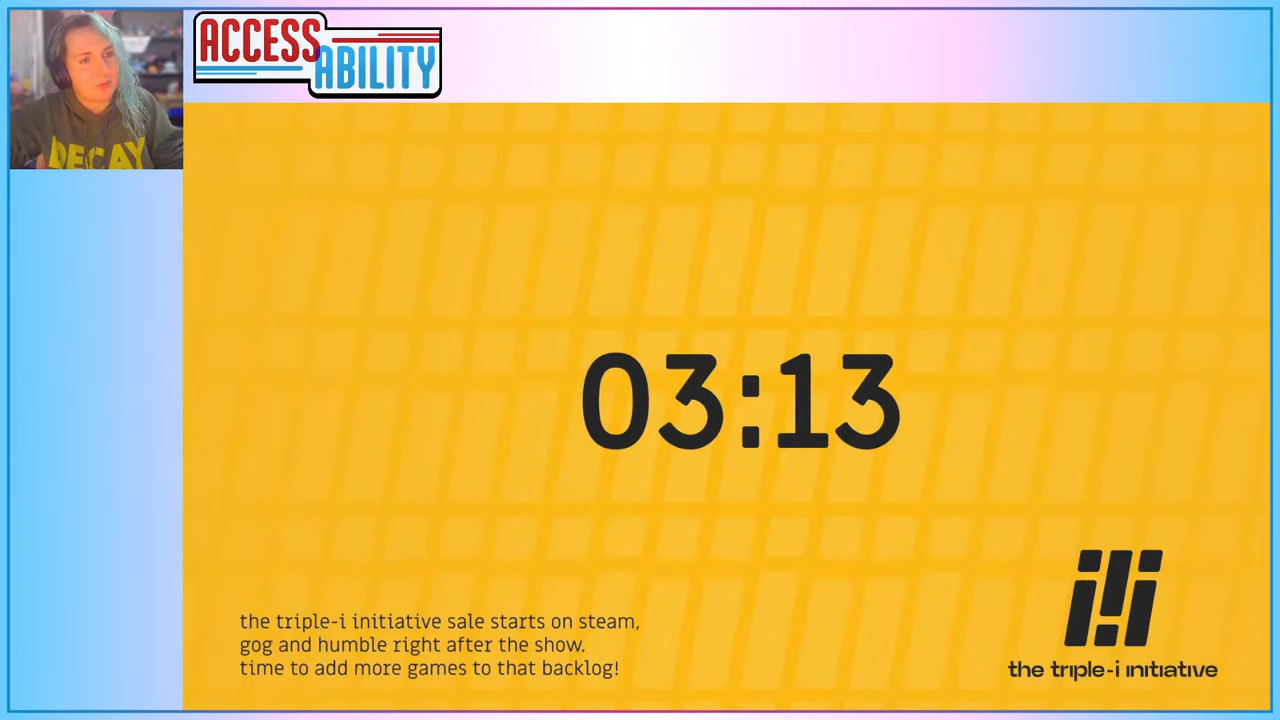 ACCESS
ABILITY
DECAY
03:13
the triple-i initiative sale starts on steam,
gog and humble right after the show.
time to add more games to that backlog!
the triple-i initiative